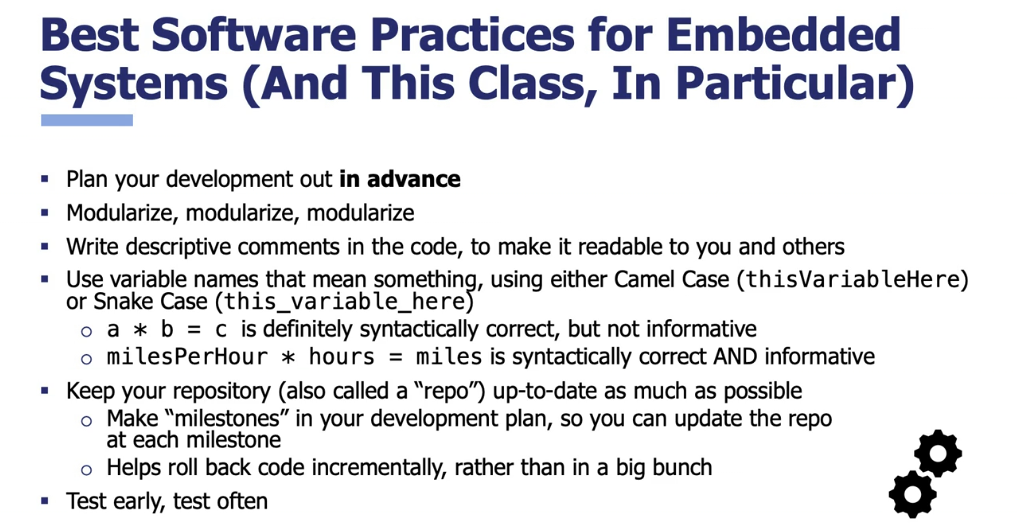 Best Software Practices for Embedded
Systems (And This Class, In Particular)
▪ Plan your development out in advance
▪ Modularize, modularize, modularize
▪ Write descriptive comments in the code, to make it readable to you and others
▪ Use variable names that mean something, using either Camel Case (thisVariableHere)
or Snake Case (this_variable_here)
o a * b = c is definitely syntactically correct, but not informative
o milesPerHour * hours = miles is syntactically correct AND informative
▪ Keep your repository (also called a “repo”) up-to-date as much as possible
o Make “milestones” in your development plan, so you can update the repo
at each milestone
o Helps roll back code incrementally, rather than in a big bunch
▪ Test early, test often